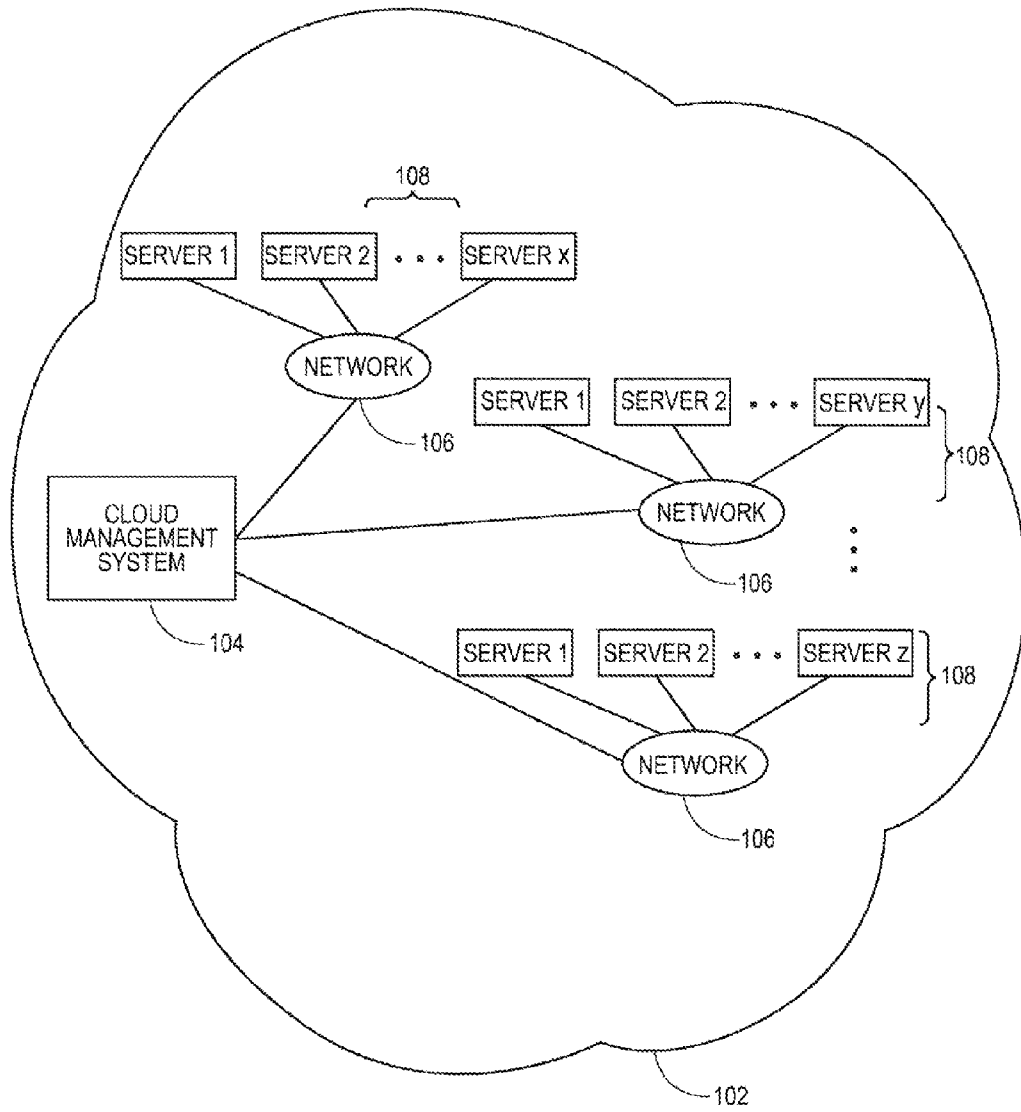 108
SERVER 1 SERVER 2 • • • SERVER x
NETWORK
106
SERVER 1 SERVER 2 • • • SERVER y
108
NETWORK
106
CLOUD
MANAGEMENT
SYSTEM
104
SERVER 1 SERVER 2 • • • SERVER z
108
NETWORK
106
102